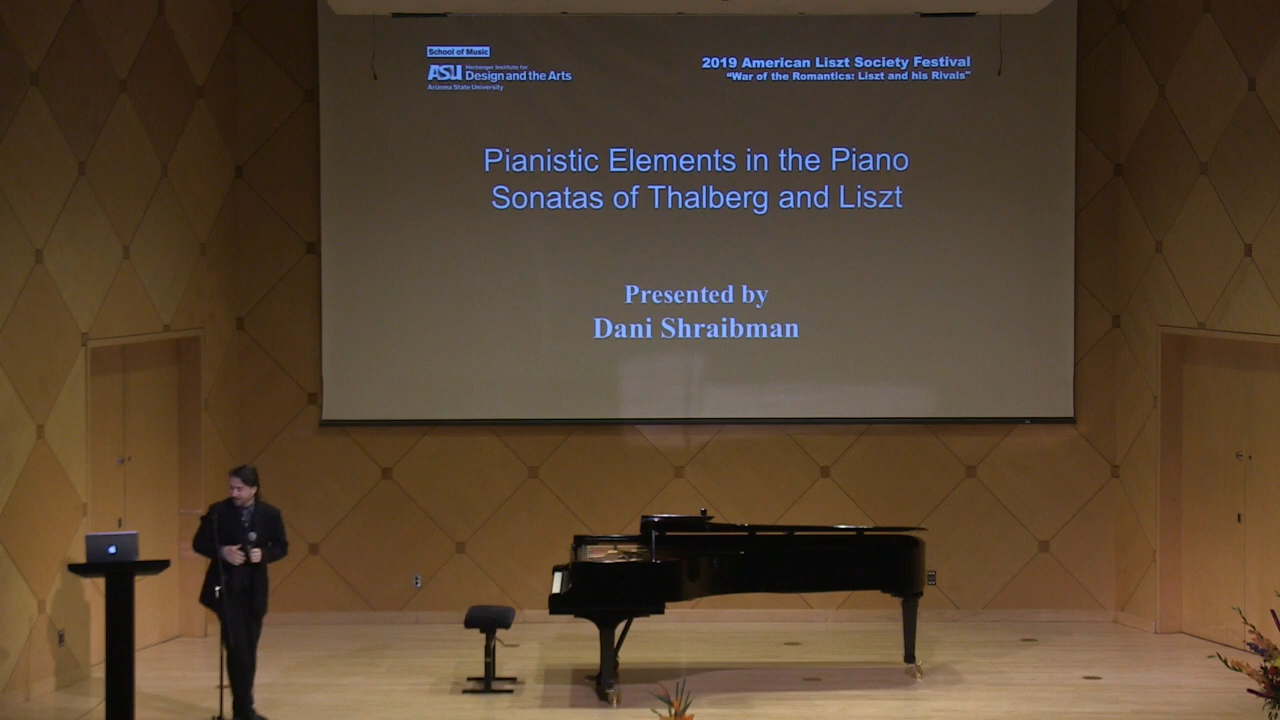 School of Music
ASU Herberger Institute for
Design and the Arts
Arizona State University
2019 American Liszt Society Festival
"War of the Romantics: Liszt and his Rivals"
Pianistic Elements in the Piano
Sonatas of Thalberg and Liszt
Presented by
Dani Shraibman